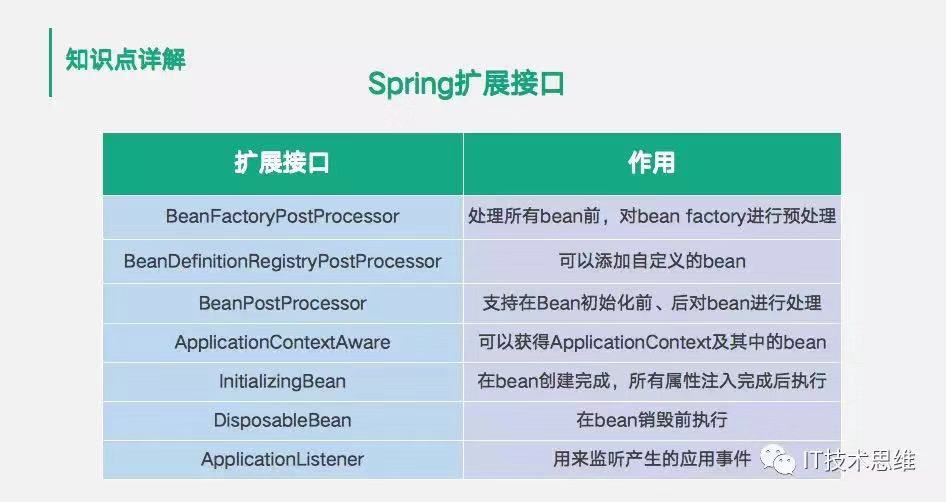 知识点详解
Spring扩展接口
扩展接口 作用
BeanFactoryPostProcessor 处理所有bean前，对bean factory进行预处理
BeanDefinitionRegistryPostProcessor 可以添加自定义的bean
BeanPostProcessor 支持在Bean初始化前、后对bean进行处理
ApplicationContextAware 可以获得ApplicationContext及其中的bean
InitializingBean 在bean创建完成，所有属性注入完成后执行
DisposableBean 在bean销毁前执行
ApplicationListener 用来监听产生的应用事件
IT技术思维